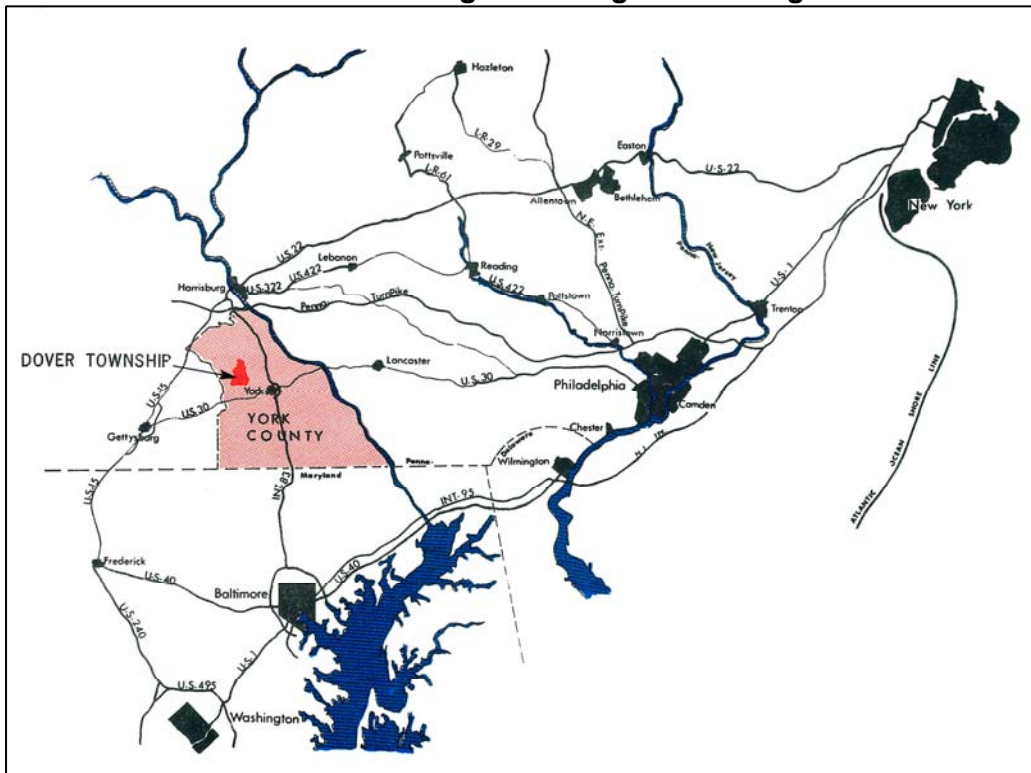 Hazleton
L-R-29
Pottsville
L-R-61
Easton
U-S-22
Allentown
Bethlehem
New York
N.E. Ext.
Penna. TurnPike
New Jersey
Penna.
U.S. 22
Lebanon
U.S.422
Reading
U.S.422
Pottstown
U-S-1
Harrisburg
U.S-322
Penna TurnPike
Norristown
Trenton
DOVER TOWNSHIP
Lancaster
U-S-30
Philadelphia
Camden
U-S-15
U.S.30
York
YORK
COUNTY
Gettysburg
Chester
Delaware
Wilmington
N.J.
ATLANTIC OCEAN SHORE LINE
Penna-
Maryland
U-S-15
INT-83
INT-95
U-S-40
Frederick
U-S-40
Baltimore
U-S-240
U-S-1
U-S-495
Washington